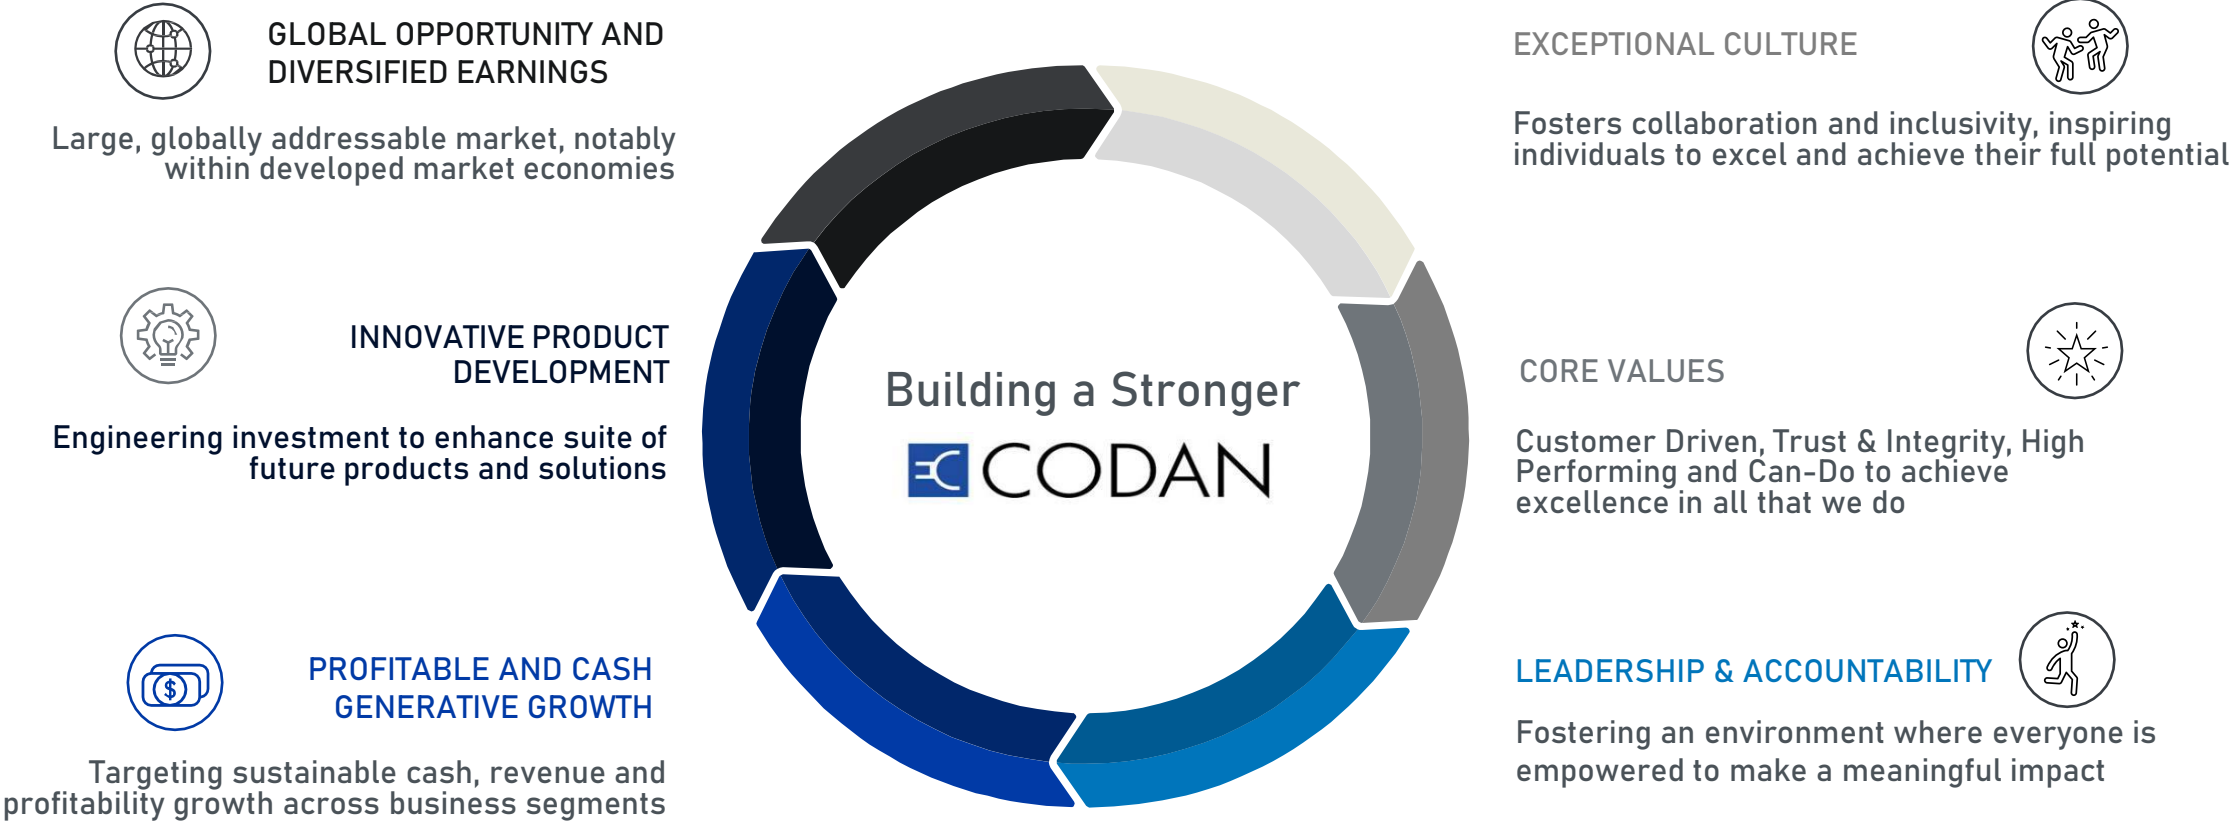 GLOBAL OPPORTUNITY AND
DIVERSIFIED EARNINGS
Large, globally addressable market, notably
within developed market economies
INNOVATIVE PRODUCT
DEVELOPMENT
Engineering investment to enhance suite of
future products and solutions
PROFITABLE AND CASH
GENERATIVE GROWTH
$
Targeting sustainable cash, revenue and
profitability growth across business segments
Building a Stronger
CODAN
EXCEPTIONAL CULTURE
Fosters collaboration and inclusivity, inspiring
individuals to excel and achieve their full potential
CORE VALUES
Customer Driven, Trust & Integrity, High
Performing and Can-Do to achieve
excellence in all that we do
LEADERSHIP & ACCOUNTABILITY
Fostering an environment where everyone is
empowered to make a meaningful impact